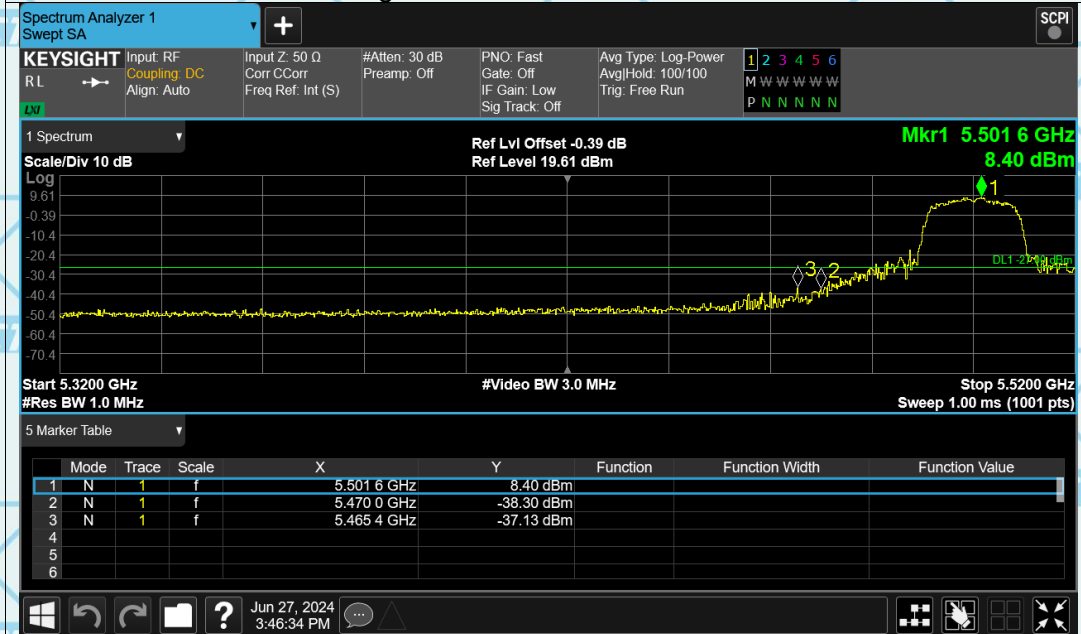 Spectrum Analyzer 1
Swept SA
+
SCPI
KEYSIGHT
R L
LXI
Input: RF
Coupling: DC
Align: Auto
Input Z: 50 Ω
Corr CCorr
Freq Ref: Int (S)
#Atten: 30 dB
Preamp: Off
PNO: Fast
Gate: Off
IF Gain: Low
Sig Track: Off
Avg Type: Log-Power
Avg|Hold: 100/100
Trig: Free Run
1 2 3 4 5 6
M W W W W W
P N N N N N
1 Spectrum
Scale/Div 10 dB
Ref Lvl Offset -0.39 dB
Ref Level 19.61 dBm
Mkr1 5.501 6 GHz
8.40 dBm
Log
9.61
-0.39
-10.4
-20.4
-30.4
-40.4
-50.4
-60.4
-70.4
1
3
2
Start 5.3200 GHz
#Video BW 3.0 MHz
Stop 5.5200 GHz
#Res BW 1.0 MHz
Sweep 1.00 ms (1001 pts)
5 Marker Table
Mode Trace Scale X Y Function Function Width Function Value
1 N 1 f 5.501 6 GHz 8.40 dBm
2 N 1 f 5.470 0 GHz -38.30 dBm
3 N 1 f 5.465 4 GHz -37.13 dBm
4
5
6
?
Jun 27, 2024
3:46:34 PM